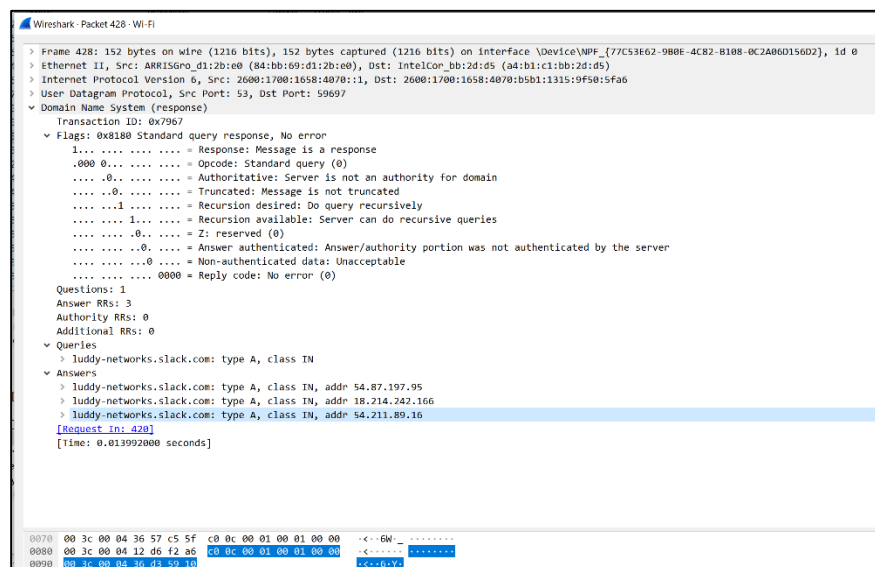 Wireshark · Packet 428 · Wi-Fi
> Frame 428: 152 bytes on wire (1216 bits), 152 bytes captured (1216 bits) on interface \Device\NPF_{77C53E62-9B0E-4C82-B108-0C2A06D156D2}, id 0
> Ethernet II, Src: ARRISGro_d1:2b:e0 (84:bb:69:d1:2b:e0), Dst: IntelCor_bb:2d:d5 (a4:b1:c1:bb:2d:d5)
> Internet Protocol Version 6, Src: 2600:1700:1658:4070::1, Dst: 2600:1700:1658:4070:b5b1:1315:9f50:5fa6
> User Datagram Protocol, Src Port: 53, Dst Port: 59697
Domain Name System (response)
Transaction ID: 0x7967
Flags: 0x8180 Standard query response, No error
1... .... .... .... = Response: Message is a response
.000 0... .... .... = Opcode: Standard query (0)
.... .0.. .... .... = Authoritative: Server is not an authority for domain
.... ..0. .... .... = Truncated: Message is not truncated
.... ...1 .... .... = Recursion desired: Do query recursively
.... .... 1... .... = Recursion available: Server can do recursive queries
.... .... .0.. .... = Z: reserved (0)
.... .... ..0. .... = Answer authenticated: Answer/authority portion was not authenticated by the server
.... .... ...0 .... = Non-authenticated data: Unacceptable
.... .... .... 0000 = Reply code: No error (0)
Questions: 1
Answer RRs: 3
Authority RRs: 0
Additional RRs: 0
Queries
> luddy-networks.slack.com: type A, class IN
Answers
> luddy-networks.slack.com: type A, class IN, addr 54.87.197.95
> luddy-networks.slack.com: type A, class IN, addr 18.214.242.166
> luddy-networks.slack.com: type A, class IN, addr 54.211.89.16
[Request In: 420]
[Time: 0.013992000 seconds]
0070 00 3c 00 04 36 57 c5 5f c0 0c 00 01 00 01 00 00 ·<··6W·_ ········
0080 00 3c 00 04 12 d6 f2 a6 c0 0c 00 01 00 01 00 00 ·<······ ········
0090 00 3c 00 04 36 d3 59 10 ·<··6·Y·